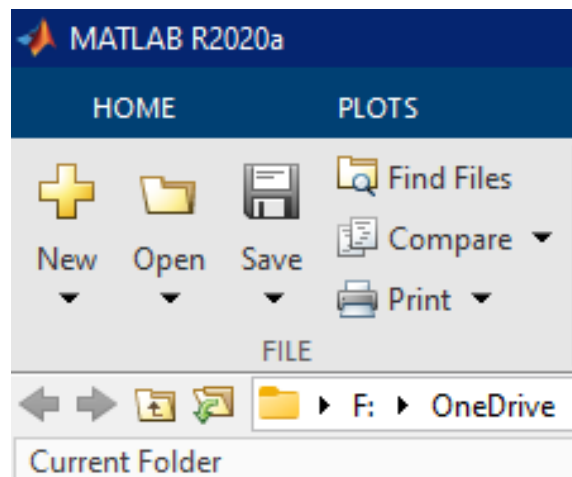 MATLAB R2020a
HOME PLOTS
New Open Save Find Files
Compare
Print
FILE
F: OneDrive
Current Folder